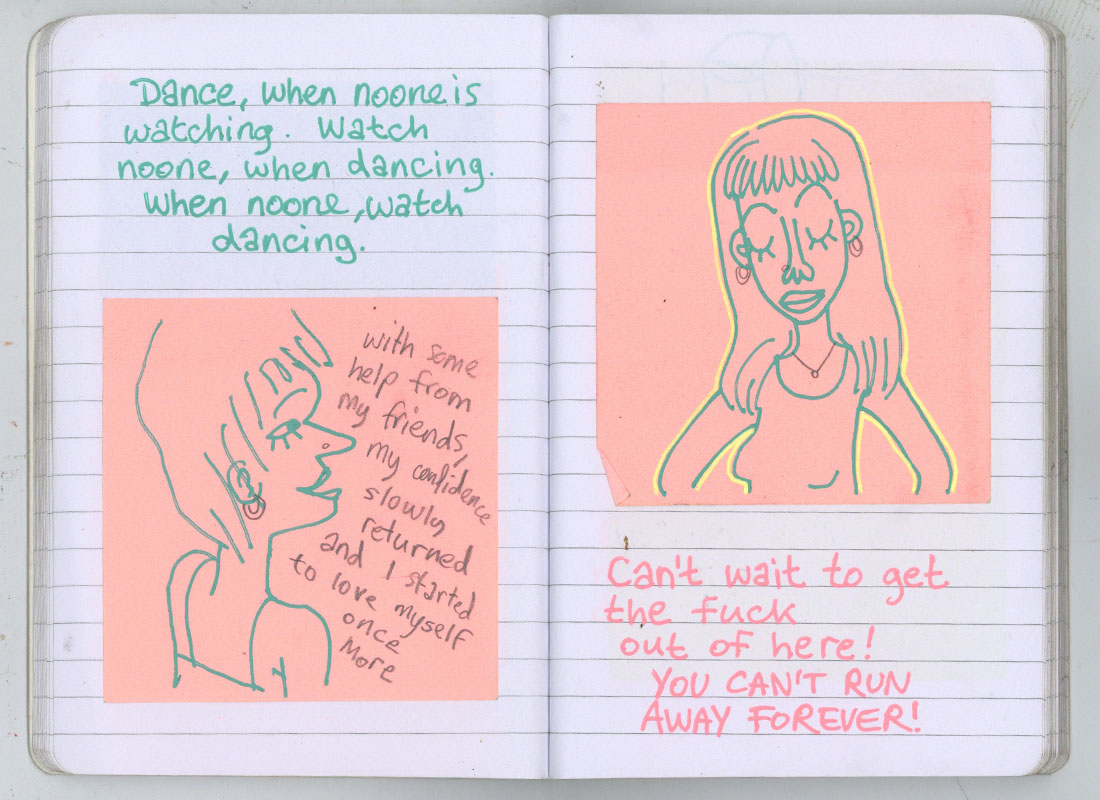 Dance, when noone is
watching. Watch
noone, when dancing.
When noone, watch
dancing.
with some
help from
my friends,
my confidence
slowly
returned
and I started
to love myself
once
More
Can't wait to get
the fuck
out of here!
YOU CAN'T RUN
AWAY FOREVER!